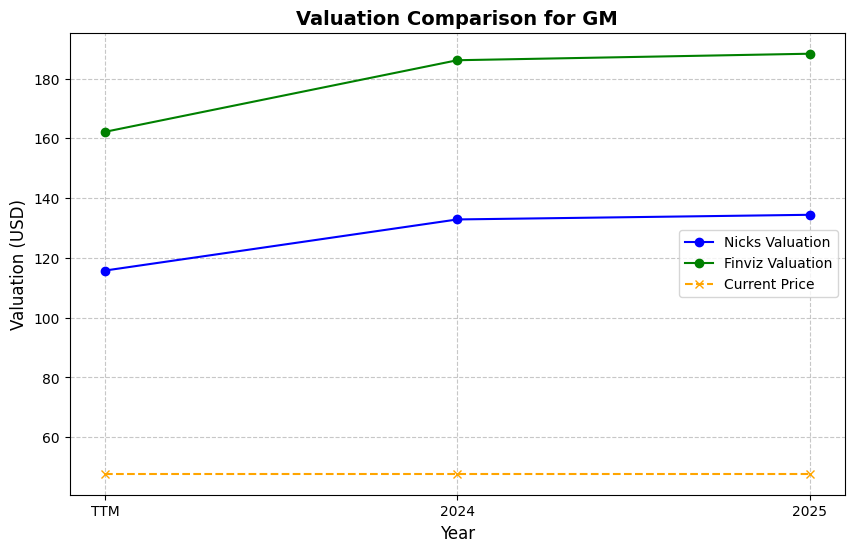 Valuation Comparison for GM
Valuation (USD)
180
160
140
120
100
80
60
Nicks Valuation
Finviz Valuation
Current Price
TTM
2024
2025
Year